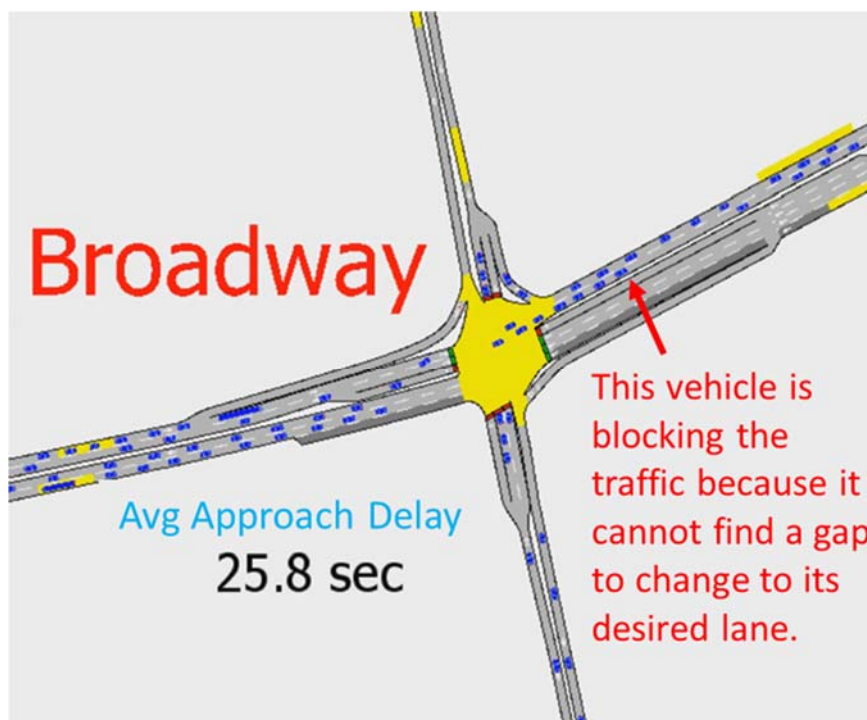 Broadway
This vehicle is
blocking the
traffic because it
cannot find a gap
to change to its
desired lane.
Avg Approach Delay
25.8 sec